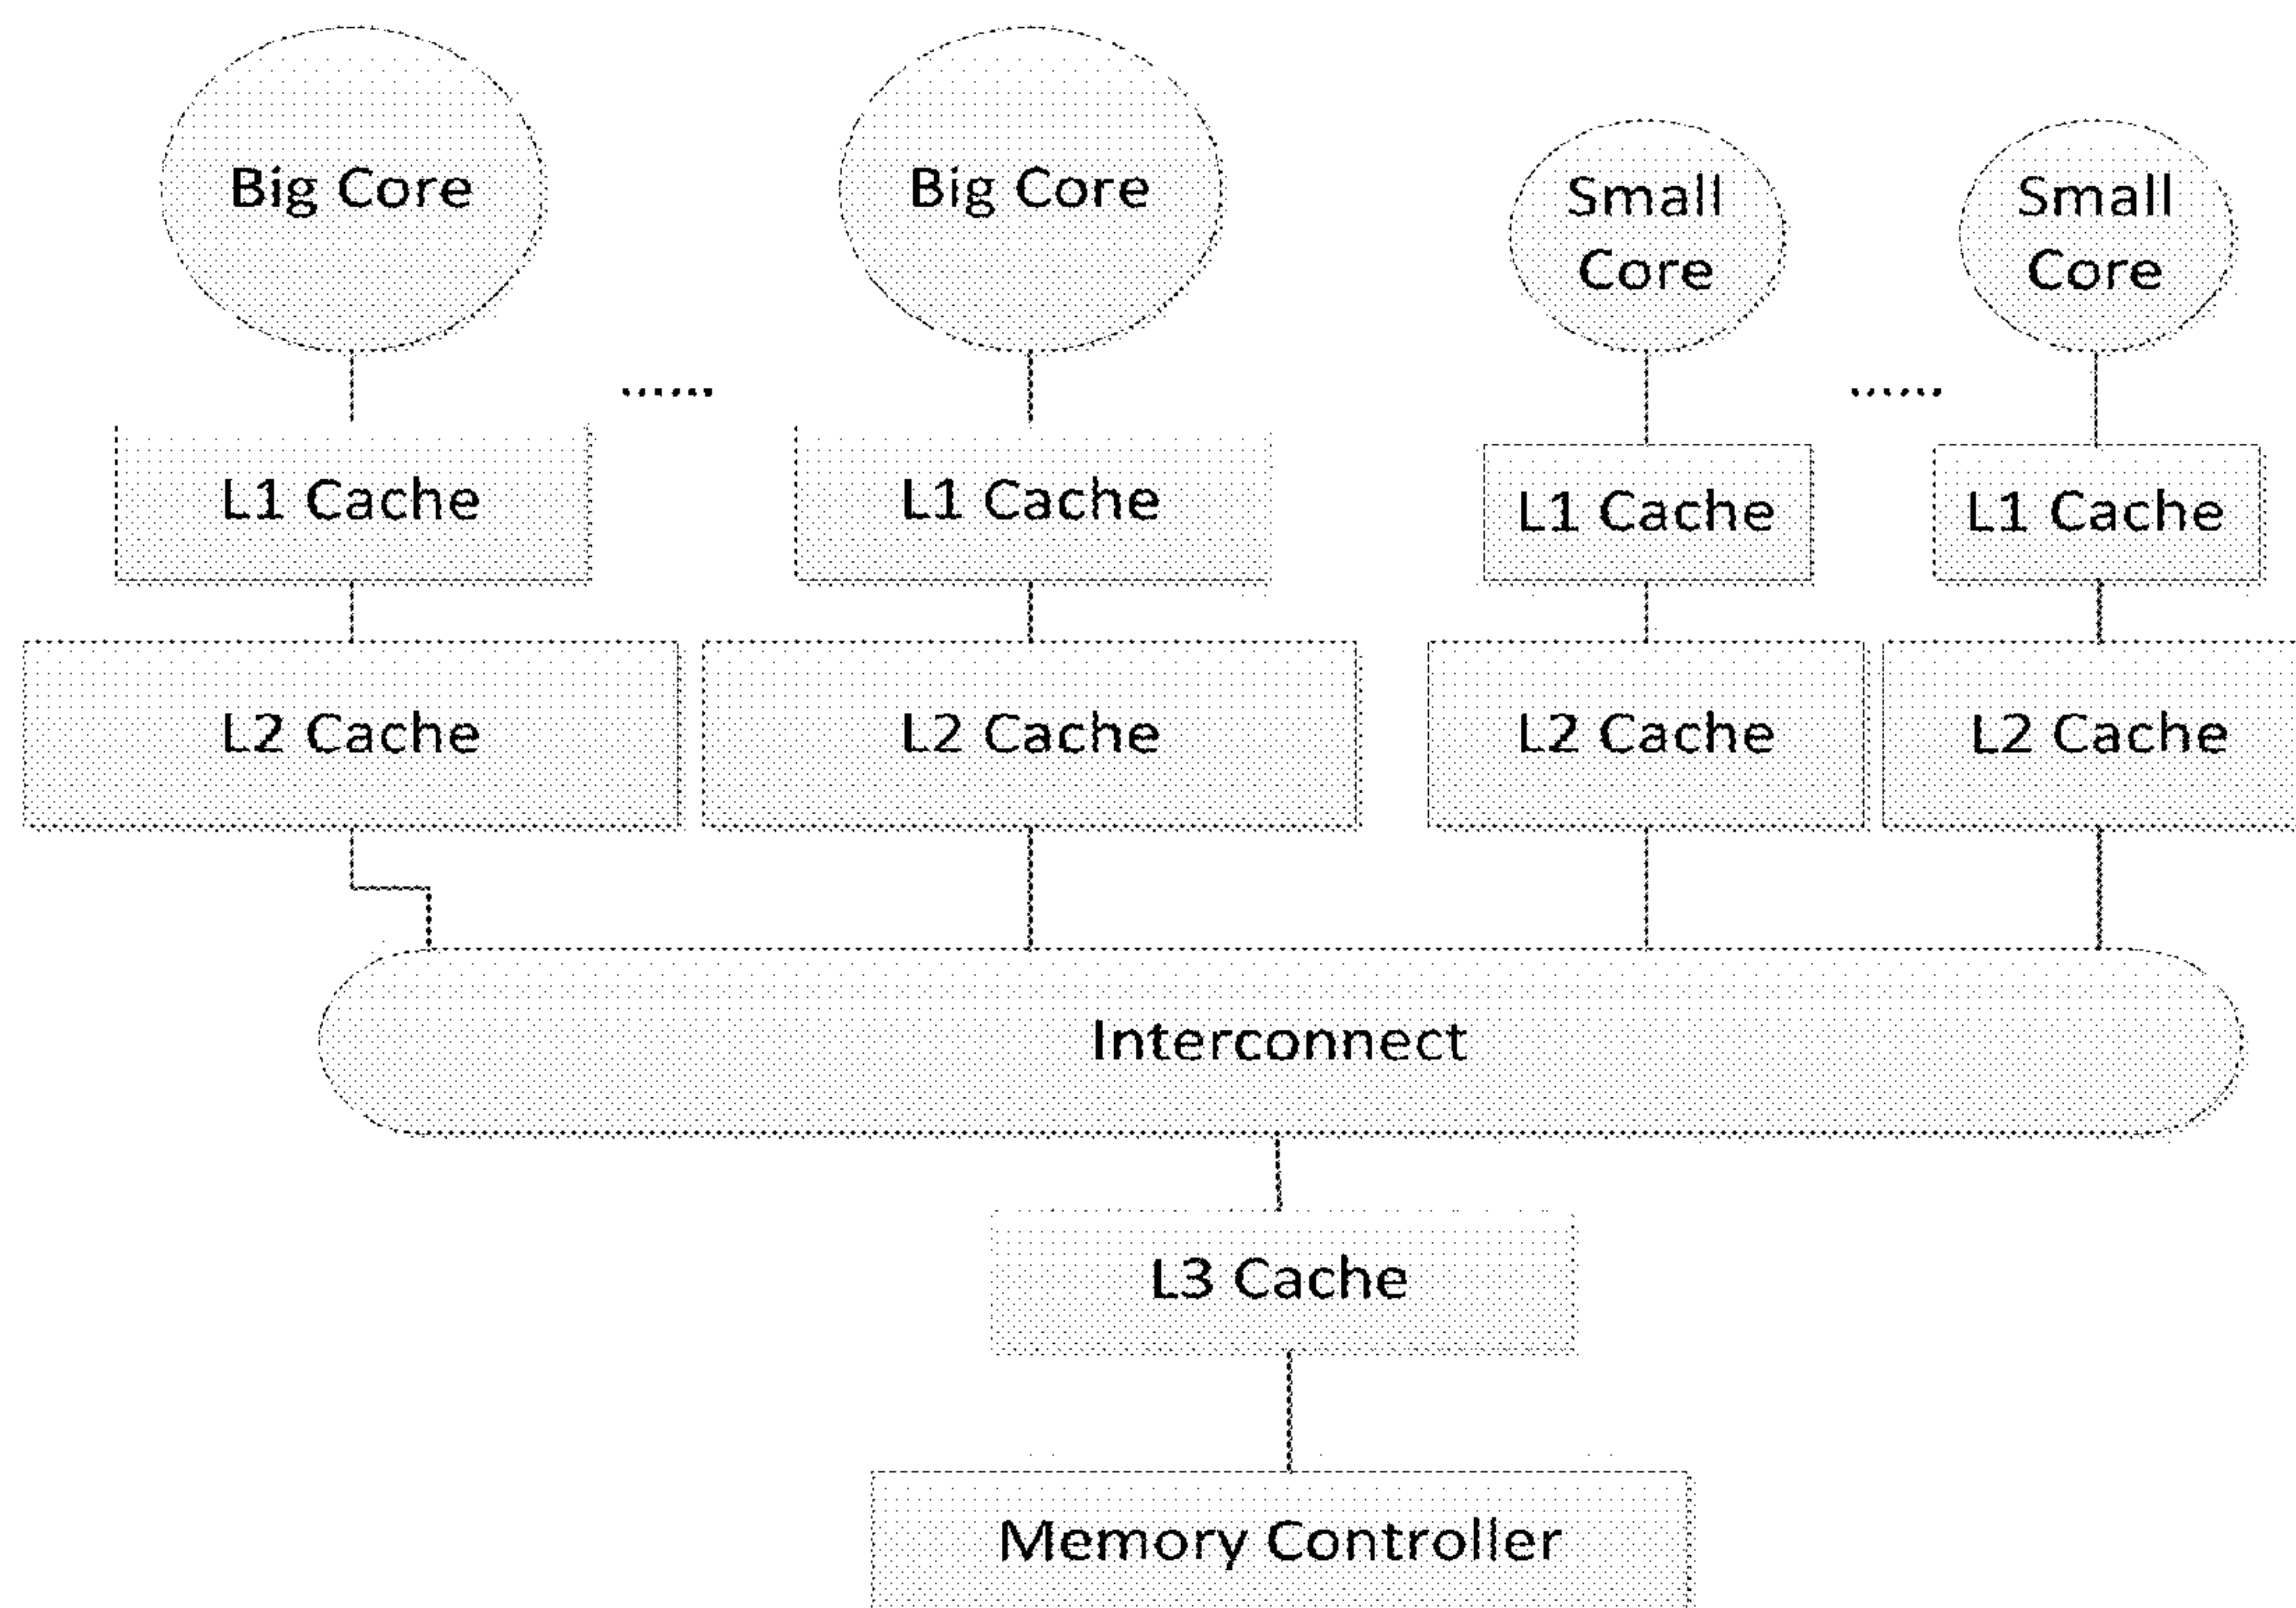 Big Core
Big Core
Small
Core
Small
Core
......
......
L1 Cache
L1 Cache
L1 Cache
L1 Cache
L2 Cache
L2 Cache
L2 Cache
L2 Cache
Interconnect
L3 Cache
Memory Controller